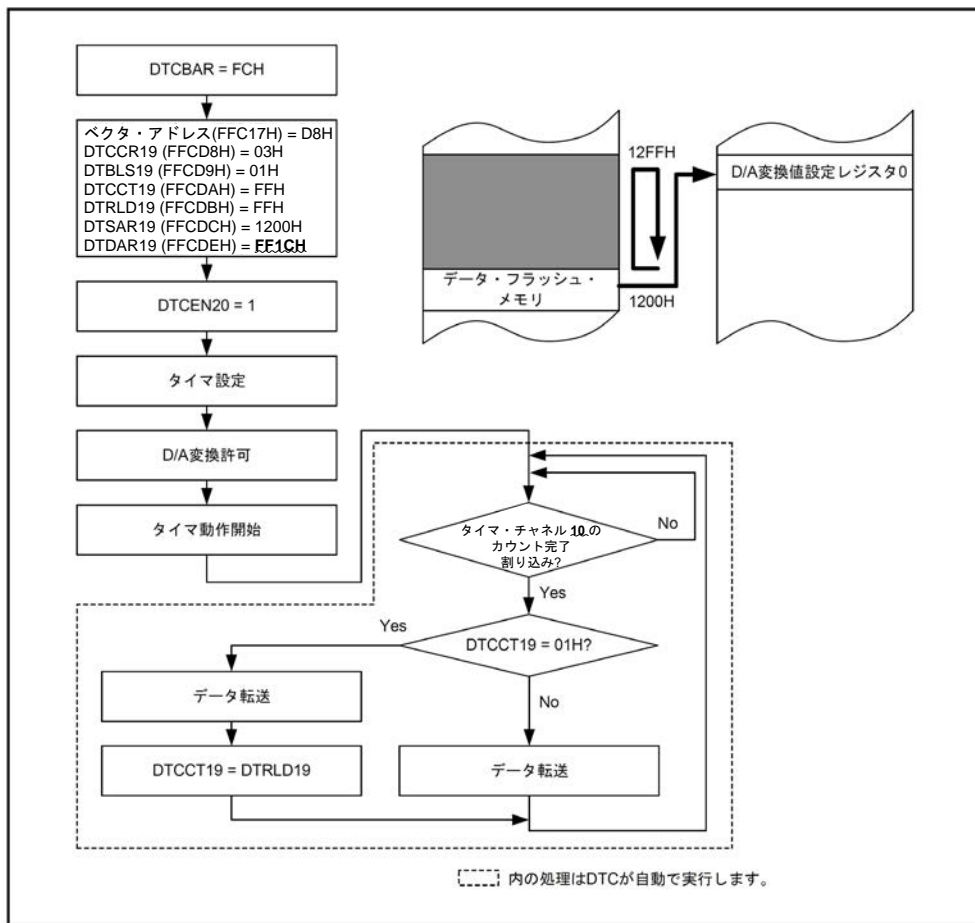 DTCBAR = FCH
ベクタ・アドレス(FFC17H) = D8H
DTCCR19 (FFCD8H) = 03H
DTBLS19 (FFCD9H) = 01H
DTCCT19 (FFCDAH) = FFH
DTRLD19 (FFCDBH) = FFH
DTSAR19 (FFCDCH) = 1200H
DTDAR19 (FFCDEH) = FF1CH
DTCEN20 = 1
タイマ設定
D/A変換許可
タイマ動作開始
12FFH
D/A変換値設定レジスタ0
データ・フラッシュ・
メモリ
1200H
タイマ・チャネル 10 の
カウント完了
割り込み?
No
Yes
DTCCT19 = 01H?
Yes
No
データ転送
DTCCT19 = DTRLD19
データ転送
内の処理はDTCが自動で実行します。